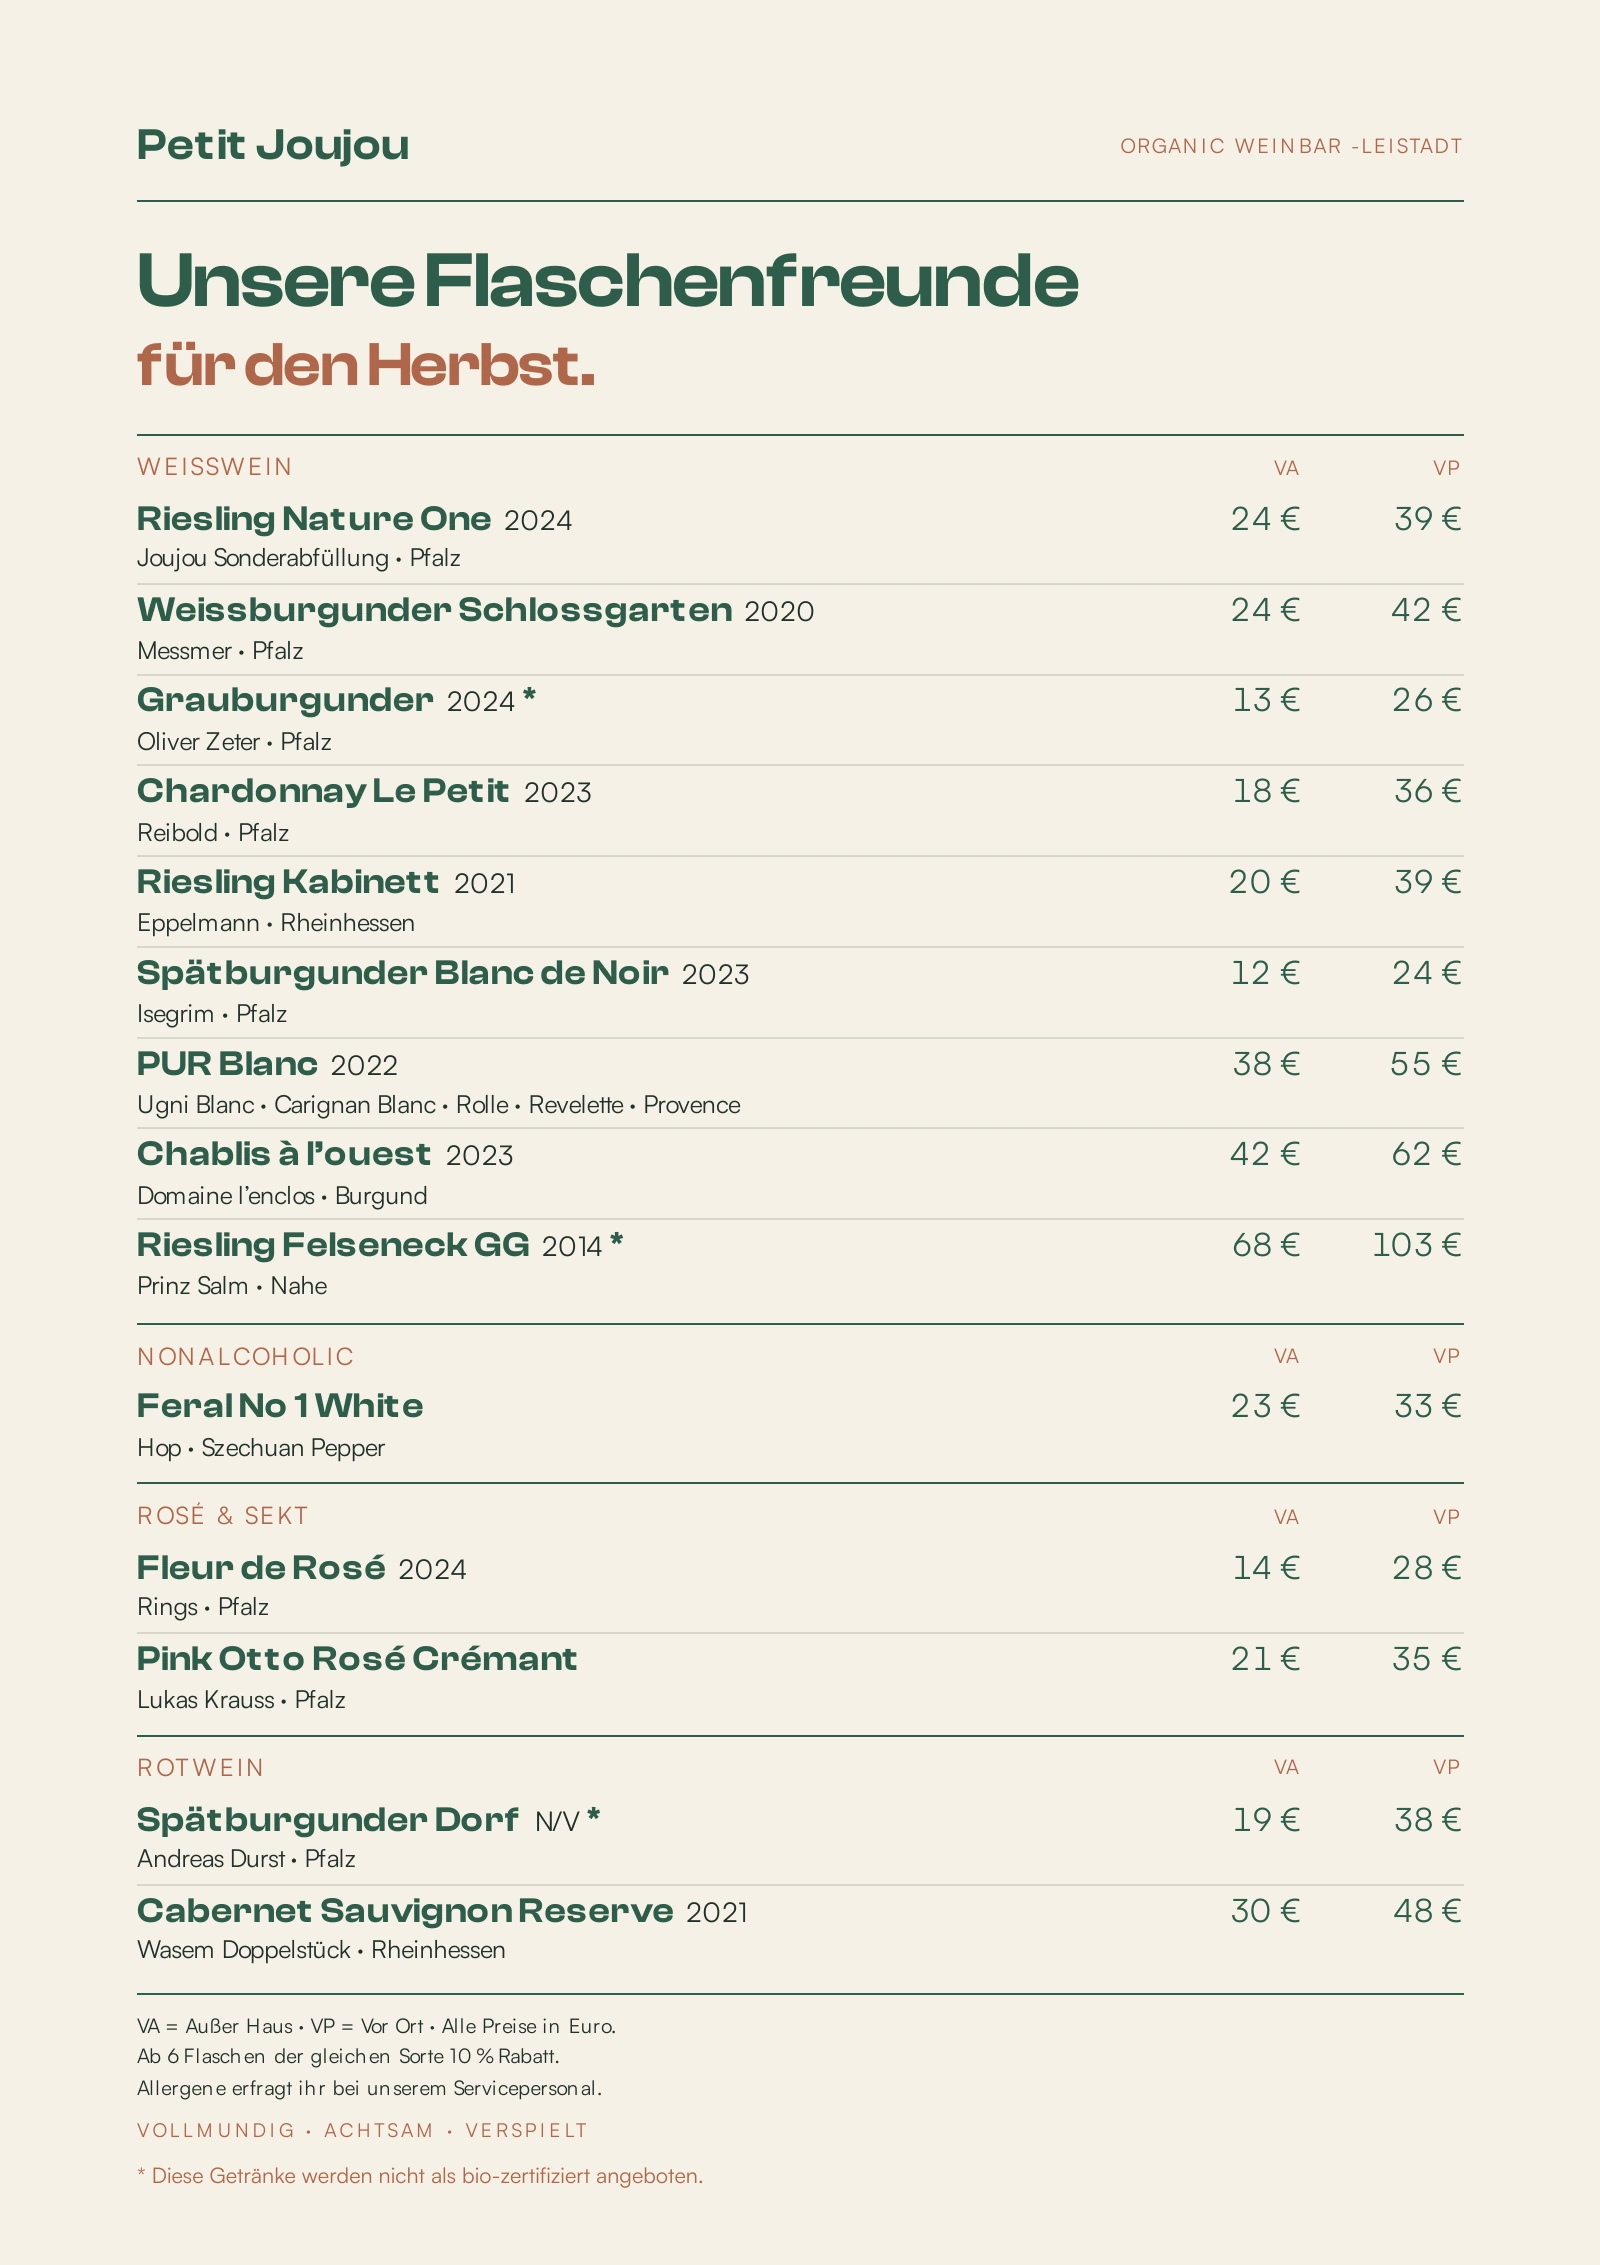 Petit Joujou
ORGANIC WEINBAR -LEISTADT
Unsere Flaschenfreunde
für den Herbst.
WEISSWEIN VA VP
Riesling Nature One 2024 24 € 39 €
Joujou Sonderabfüllung · Pfalz
Weissburgunder Schlossgarten 2020 24 € 42 €
Messmer · Pfalz
Grauburgunder 2024 * 13 € 26 €
Oliver Zeter · Pfalz
Chardonnay Le Petit 2023 18 € 36 €
Reibold · Pfalz
Riesling Kabinett 2021 20 € 39 €
Eppelmann · Rheinhessen
Spätburgunder Blanc de Noir 2023 12 € 24 €
Isegrim · Pfalz
PUR Blanc 2022 38 € 55 €
Ugni Blanc · Carignan Blanc · Rolle · Revelette · Provence
Chablis à l’ouest 2023 42 € 62 €
Domaine l’enclos · Burgund
Riesling Felseneck GG 2014 * 68 € 103 €
Prinz Salm · Nahe
NONALCOHOLIC VA VP
Feral No 1 White 23 € 33 €
Hop · Szechuan Pepper
ROSÉ & SEKT VA VP
Fleur de Rosé 2024 14 € 28 €
Rings · Pfalz
Pink Otto Rosé Crémant 21 € 35 €
Lukas Krauss · Pfalz
ROTWEIN VA VP
Spätburgunder Dorf N/V * 19 € 38 €
Andreas Durst · Pfalz
Cabernet Sauvignon Reserve 2021 30 € 48 €
Wasem Doppelstück · Rheinhessen
VA = Außer Haus · VP = Vor Ort · Alle Preise in Euro.
Ab 6 Flaschen der gleichen Sorte 10 % Rabatt.
Allergene erfragt ihr bei unserem Servicepersonal.
VOLLMUNDIG · ACHTSAM · VERSPIELT
* Diese Getränke werden nicht als bio-zertifiziert angeboten.